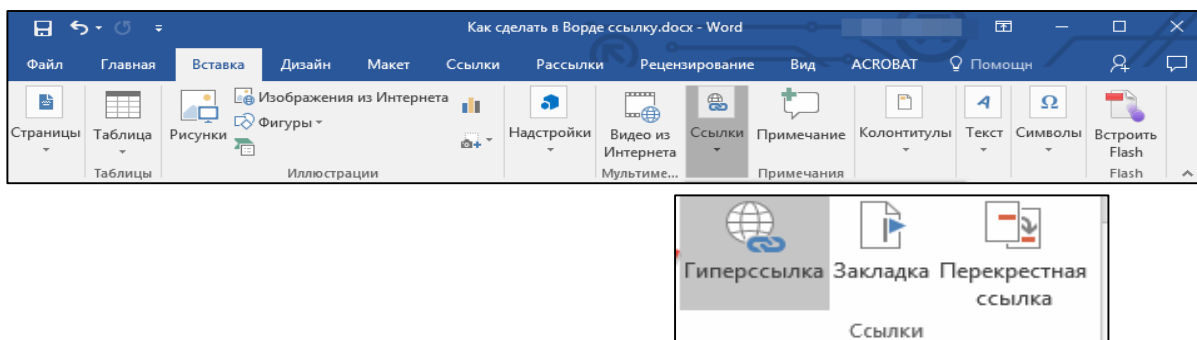 Как сделать в Ворде ссылку.docx - Word
Файл Главная Вставка Дизайн Макет Ссылки Рассылки Рецензирование Вид ACROBAT Помощн
Страницы Таблица Рисунки Изображения из Интернета Фигуры Надстройки Видео из Интернета Ссылки Примечание Колонтитулы Текст Символы Встроить Flash
Таблицы Иллюстрации Мультиме... Примечания Flash
Гиперссылка Закладка Перекрестная
ссылка
Ссылки